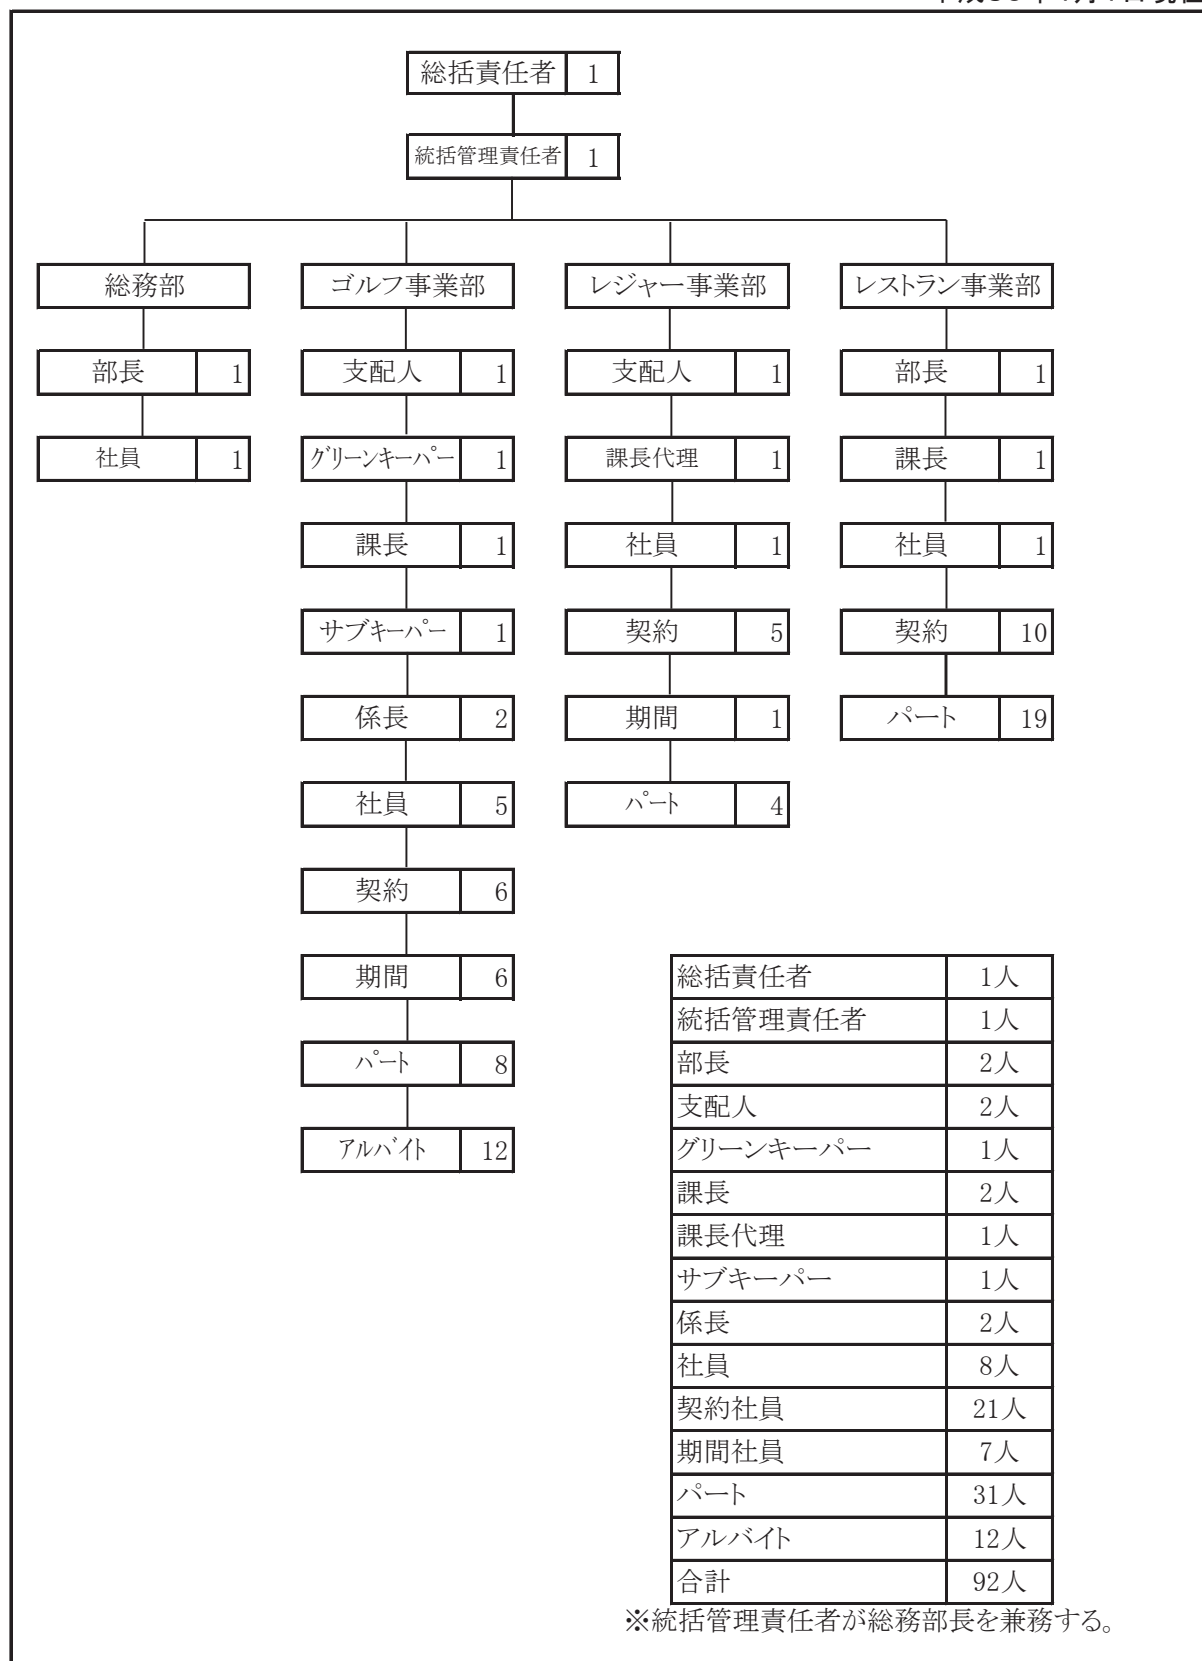 総括責任者 1
統括管理責任者 1
総務部 ゴルフ事業部 レジャー事業部 レストラン事業部
部長 1 支配人 1 支配人 1 部長 1
社員 1 グリーンキーパー 1 課長代理 1 課長 1
課長 1 社員 1 社員 1
サブキーパー 1 契約 5 契約 10
係長 2 期間 1 パート 19
社員 5 パート 4
契約 6
期間 6
パート 8
アルバイト 12
総括責任者 1人
統括管理責任者 1人
部長 2人
支配人 2人
グリーンキーパー 1人
課長 2人
課長代理 1人
サブキーパー 1人
係長 2人
社員 8人
契約社員 21人
期間社員 7人
パート 31人
アルバイト 12人
合計 92人
※統括管理責任者が総務部長を兼務する。